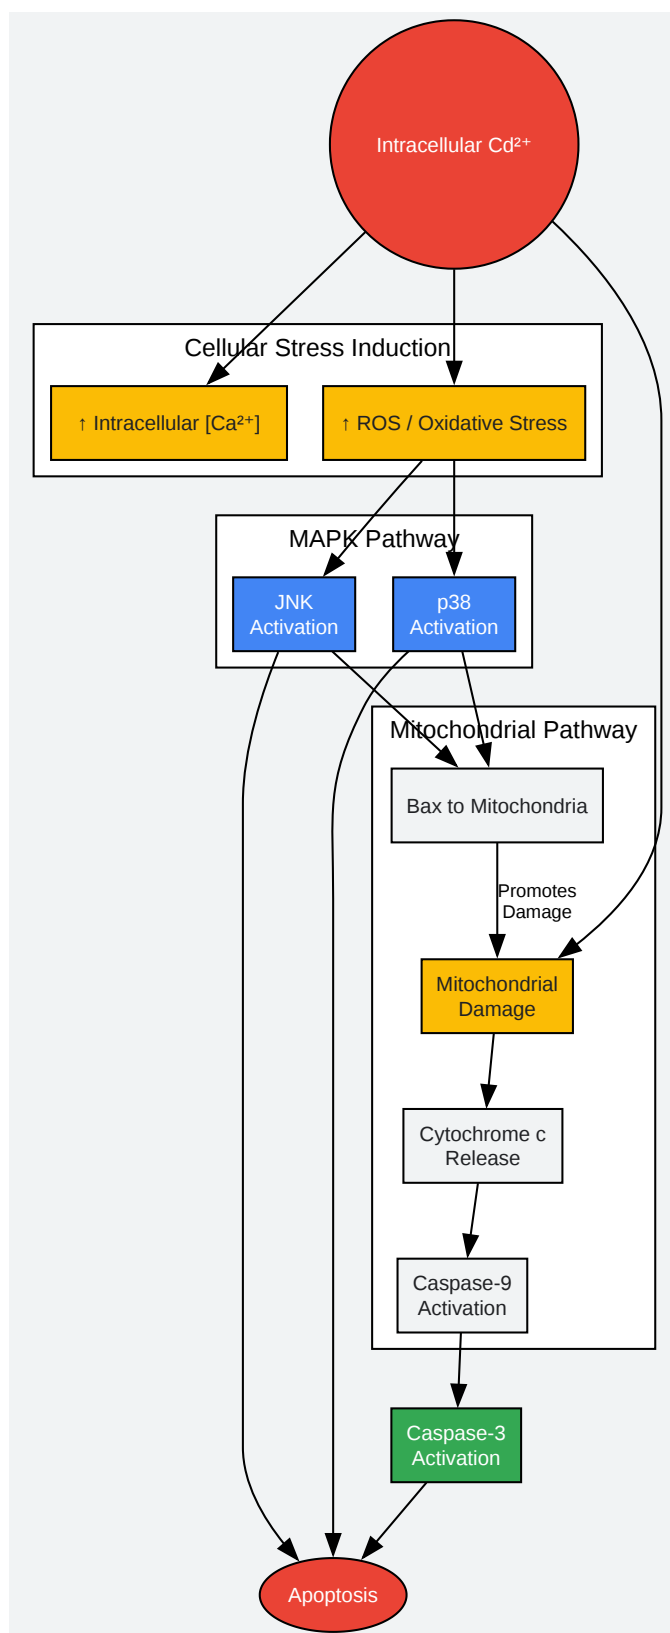 Intracellular Cd²⁺
Cellular Stress Induction
↑ Intracellular [Ca²⁺]
↑ ROS / Oxidative Stress
MAPK Pathway
JNK
Activation
p38
Activation
Mitochondrial Pathway
Bax to Mitochondria
Promotes
Damage
Mitochondrial
Damage
Cytochrome c
Release
Caspase-9
Activation
Caspase-3
Activation
Apoptosis